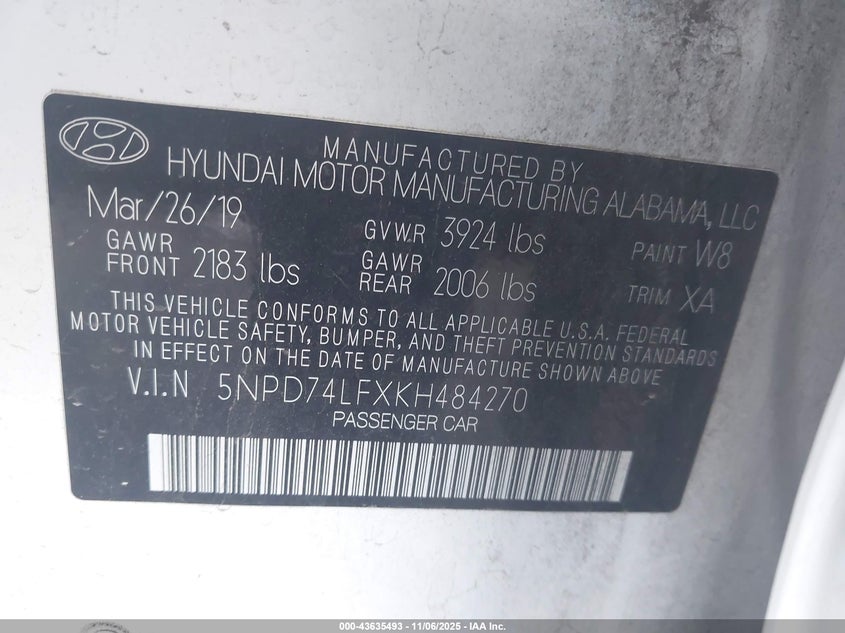 MANUFACTURED BY
HYUNDAI MOTOR MANUFACTURING ALABAMA, LLC
Mar/26/19 GVWR 3924 lbs PAINT W8
GAWR FRONT 2183 lbs GAWR REAR 2006 lbs TRIM XA
THIS VEHICLE CONFORMS TO ALL APPLICABLE U.S.A. FEDERAL
MOTOR VEHICLE SAFETY, BUMPER, AND THEFT PREVENTION STANDARDS
IN EFFECT ON THE DATE OF MANUFACTURE SHOWN ABOVE
V.I.N 5NPD74LFXKH484270
PASSENGER CAR
000-43635493 - 11/06/2025 - IAA Inc.